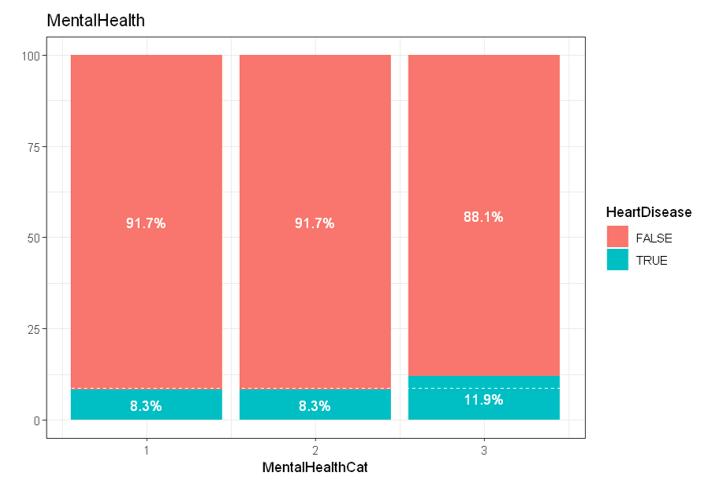 MentalHealth
100
75
50
25
0
91.7%
91.7%
88.1%
8.3%
8.3%
11.9%
1
2
3
MentalHealthCat
HeartDisease
FALSE
TRUE